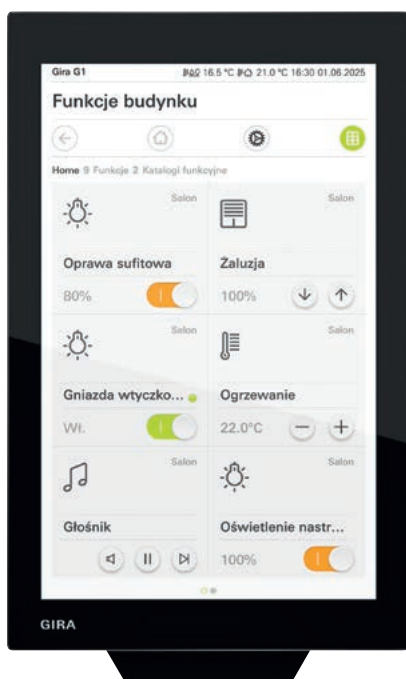 Gira G1 16.5 °C 21.0 °C 16:30 01.06.2025
Funkcje budynku
Home 9 Funkcje 2 Katalogi funkcyjne
Salon Salon
Oprawa sufitowa Żaluzja
80% 100%
Salon Salon
Gniazda wtyczko... Ogrzewanie
Wł. 22.0°C
Salon Salon
Głośnik Oświetlenie nastr...
100%
GIRA